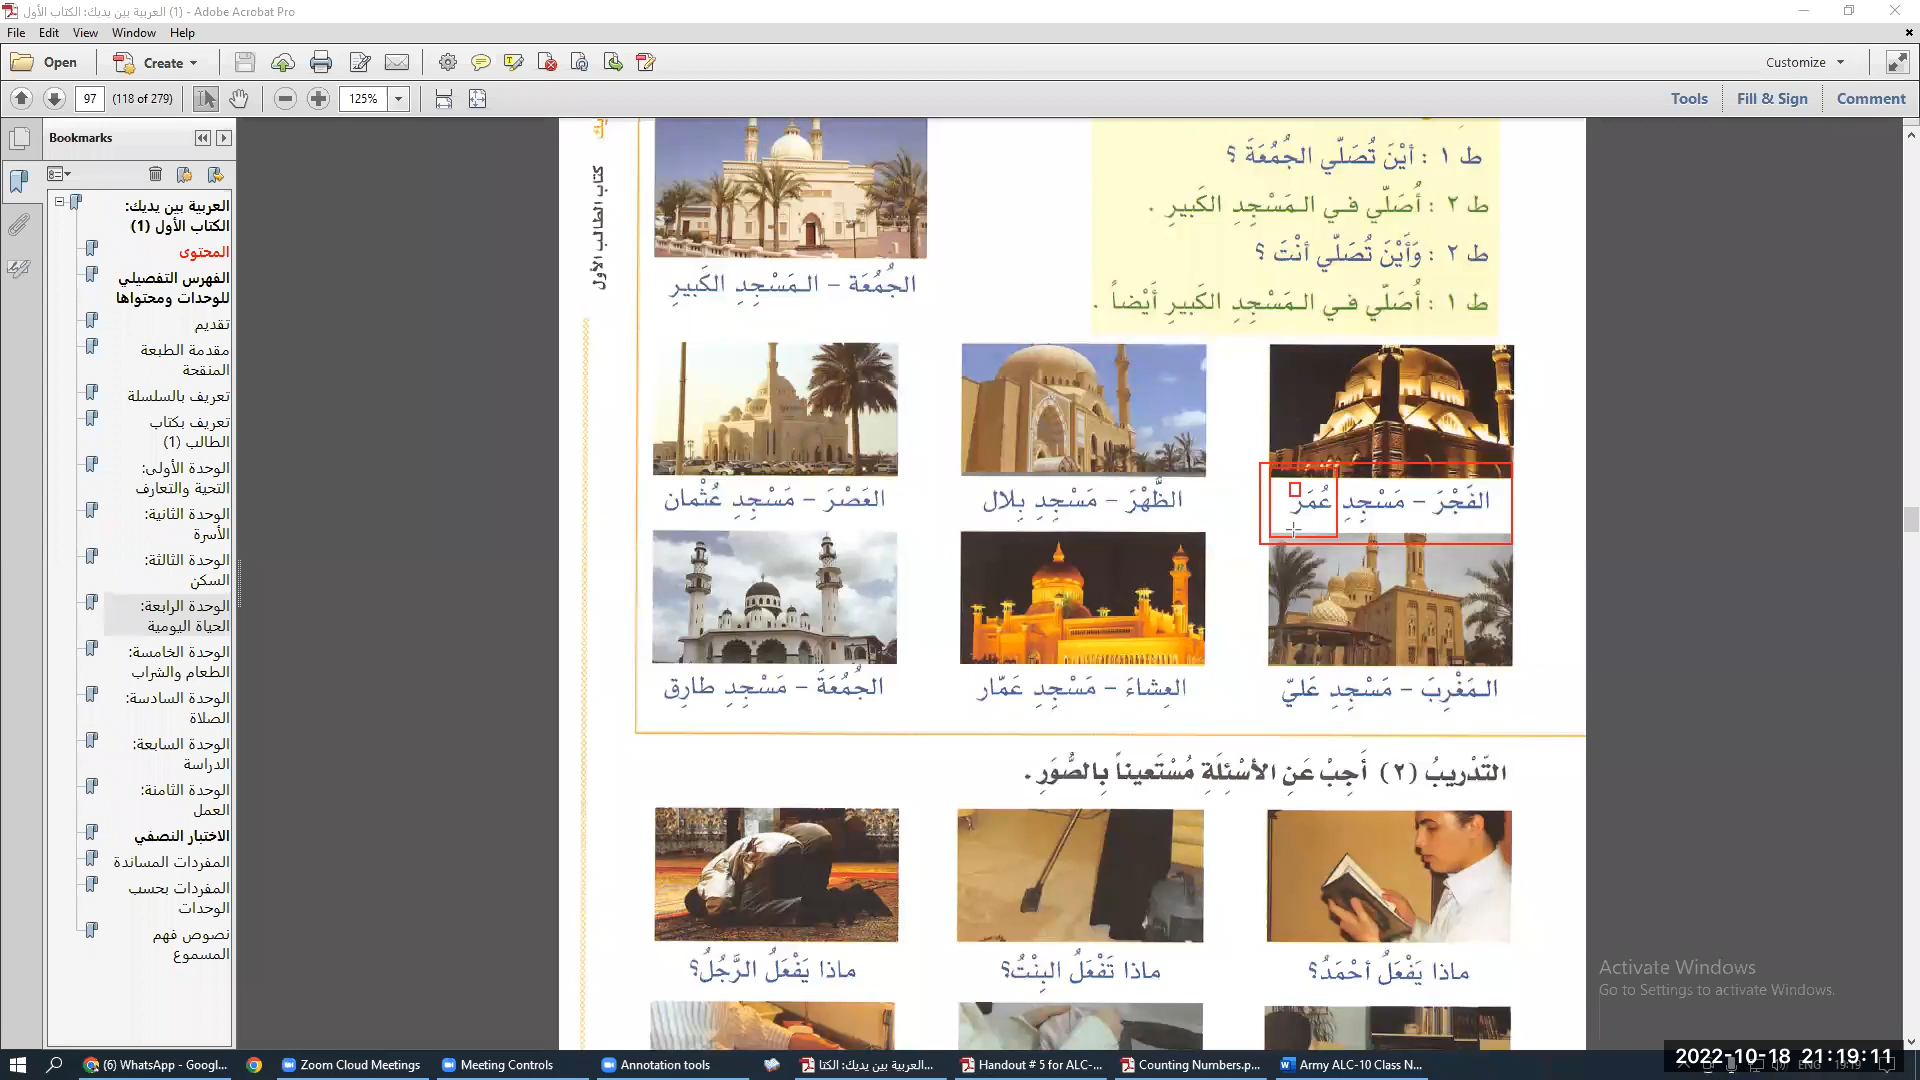 العربية بين يديك: الكتاب الأول (1) - Adobe Acrobat Pro
File Edit View Window Help
Open Create Customize
97 (118 of 279) 125% Tools Fill & Sign Comment
Bookmarks
العربية بين يديك:
الكتاب الأول (1)
المحتوى
الفهرس التفصيلي
للوحدات ومحتواها
تقديم
مقدمة الطبعة
المنقحة
تعريف بالسلسلة
تعريف بكتاب
الطالب (1)
الوحدة الأولى:
التحية والتعارف
الوحدة الثانية:
الأسرة
الوحدة الثالثة:
السكن
الوحدة الرابعة:
الحياة اليومية
الوحدة الخامسة:
الطعام والشراب
الوحدة السادسة:
الصلاة
الوحدة السابعة:
الدراسة
الوحدة الثامنة:
العمل
الاختبار النصفي
المفردات المساندة
المفردات بحسب
الوحدات
نصوص فهم
المسموع
كتاب الطالب الأول
ط ١ : أَيْنَ تُصَلّي الجُمُعَةَ ؟
ط ٢ : أُصَلّي في المَسْجِدِ الكَبيرِ .
ط ٢ : وَأَيْنَ تُصَلّي أنْتَ ؟
ط ١ : أُصَلّي في المَسْجِدِ الكَبيرِ أَيْضاً .
الجُمُعَة – المَسْجِدِ الكَبيرِ
الفَجْرَ – مَسْجِدِ عُمَرَ
الظُّهْرَ – مَسْجِدِ بِلال
العَصْرَ – مَسْجِدِ عُثْمان
المَغْرِبَ – مَسْجِدِ عَليّ
العِشاءَ – مَسْجِدِ عَمّار
الجُمُعَةَ – مَسْجِدِ طارِق
التّدْريبُ (٢) أَجِبْ عَنِ الأسْئِلَةِ مُسْتَعيناً بِالصُّوَرِ .
ماذا يَفْعَلُ أحْمَدُ؟
ماذا تَفْعَلُ البِنْتُ؟
ماذا يَفْعَلُ الرَّجُلُ؟
Activate Windows
Go to Settings to activate Windows.
(6) WhatsApp - Googl...
Zoom Cloud Meetings
Meeting Controls
Annotation tools
العربية بين يديك: الكتا...
Handout # 5 for ALC-...
Counting Numbers.p...
Army ALC-10 Class N...
2022-10-18 21:19:11